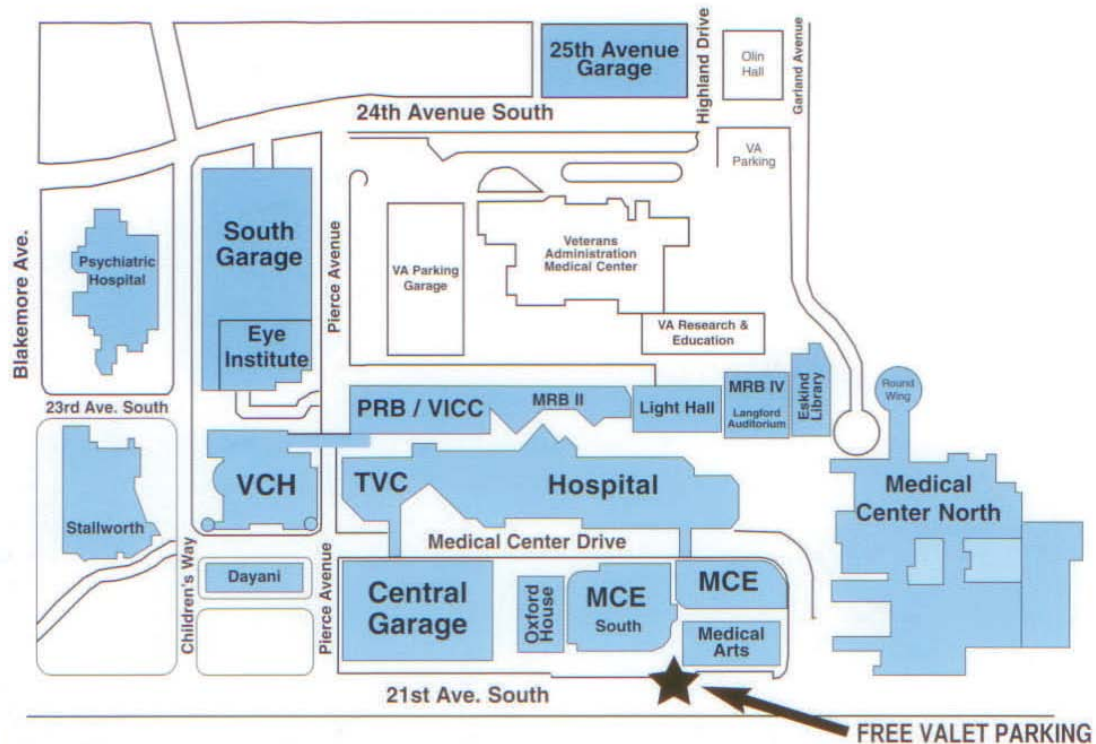 25th Avenue
Garage
Highland Drive
Olin
Hall
Garland Avenue
24th Avenue South
VA
Parking
Blakemore Ave.
Psychiatric
Hospital
South
Garage
Pierce Avenue
VA Parking
Garage
Veterans
Administration
Medical Center
Eye
Institute
VA Research &
Education
23rd Ave. South
PRB / VICC
MRB II
Light Hall
MRB IV
Langford
Auditorium
Eskind
Library
Round
Wing
Stallworth
VCH
TVC
Hospital
Medical
Center North
Medical Center Drive
Children's Way
Dayani
Pierce Avenue
Central
Garage
Oxford
House
MCE
South
MCE
Medical
Arts
21st Ave. South
FREE VALET PARKING